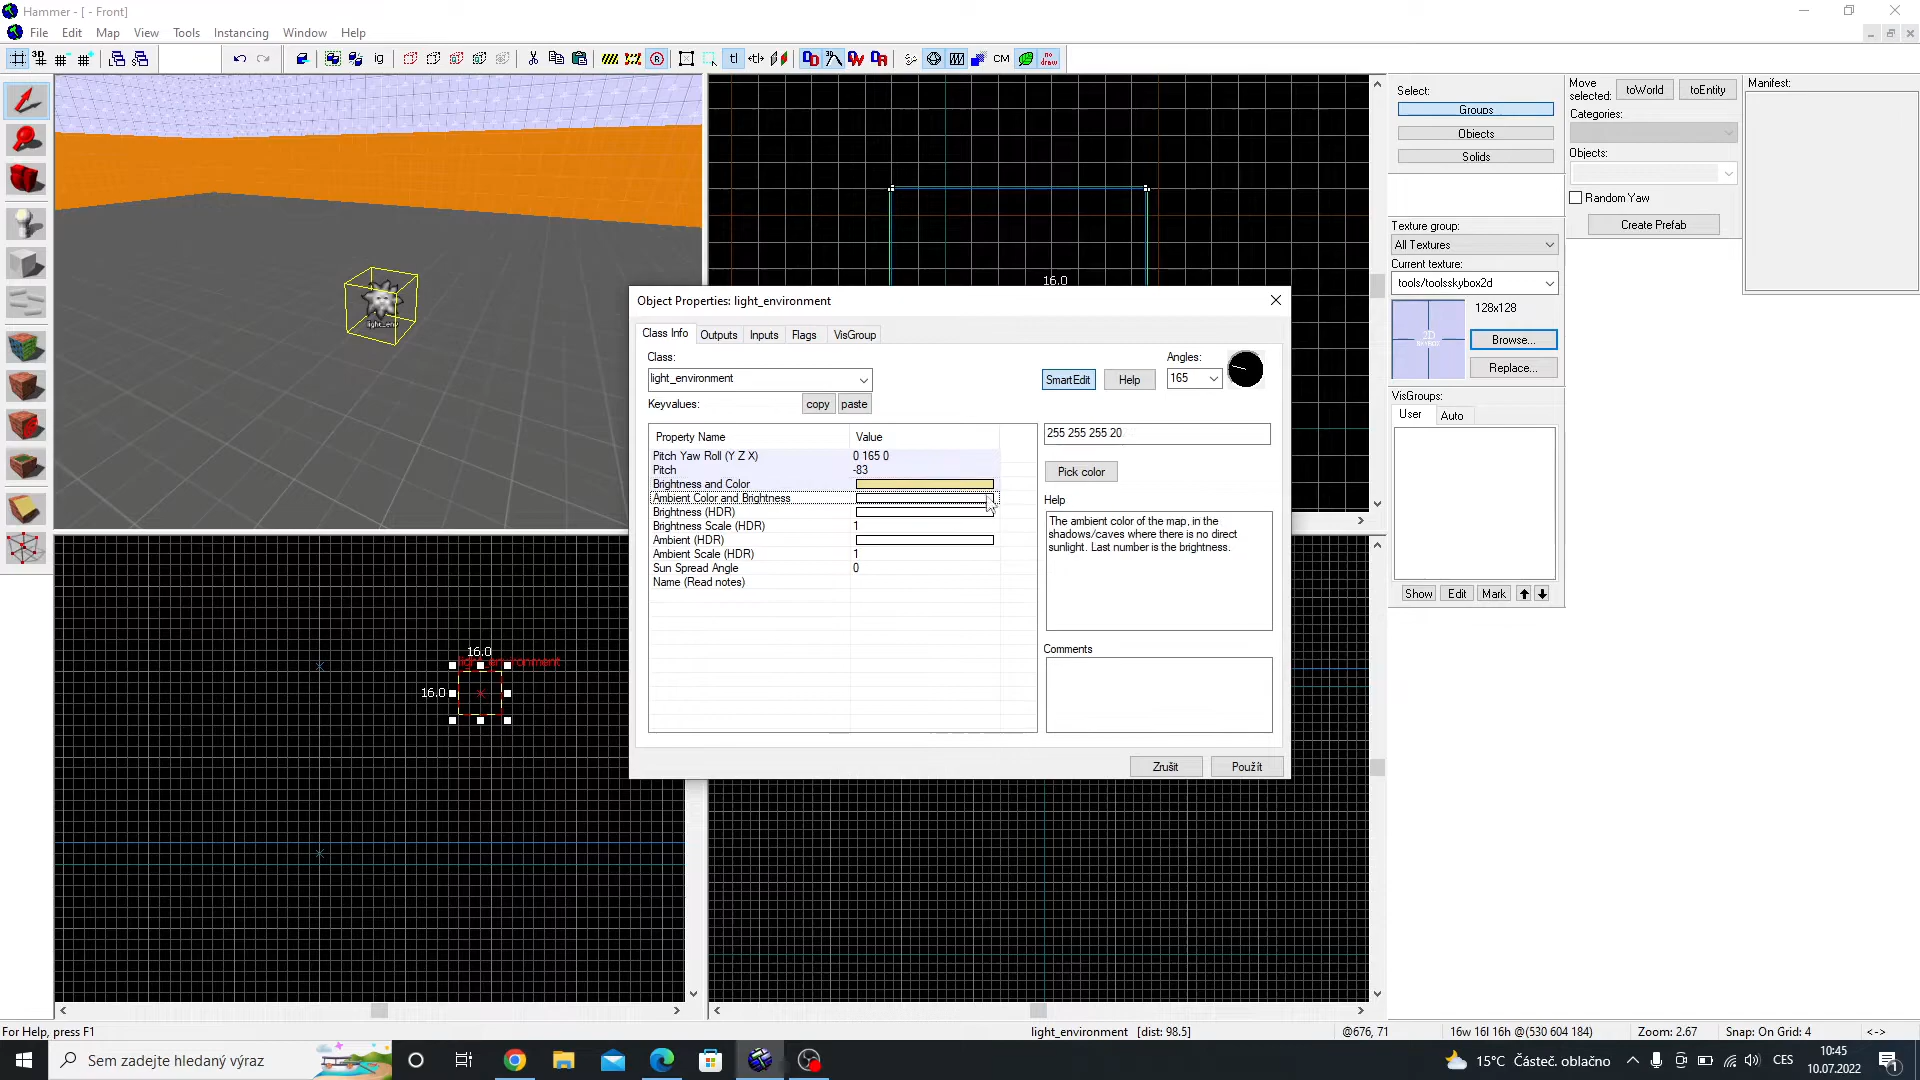 Hammer - [ - Front]
File Edit Map View Tools Instancing Window Help
ig tl CM no draw
Select:
Groups
Objects
Solids
Move selected: toWorld toEntity
Categories:
Objects:
Random Yaw
Create Prefab
Manifest:
Texture group:
All Textures
Current texture:
tools/toolsskybox2d
128x128
2D
Browse...
Replace...
VisGroups:
User Auto
Show Edit Mark
16.0
Object Properties: light_environment
Class Info Outputs Inputs Flags VisGroup
Class:
light_environment
Keyvalues: copy paste
SmartEdit Help
Angles:
165
Property Name Value
Pitch Yaw Roll (Y Z X) 0 165 0
Pitch -83
Brightness and Color
Ambient Color and Brightness
Brightness (HDR)
Brightness Scale (HDR) 1
Ambient (HDR)
Ambient Scale (HDR) 1
Sun Spread Angle 0
Name (Read notes)
255 255 255 20
Pick color
Help
The ambient color of the map, in the
shadows/caves where there is no direct
sunlight. Last number is the brightness.
Comments
Zrušit Použít
16.0
light_environment
16.0
For Help, press F1
light_environment [dist: 98.5]
@676, 71
16w 16l 16h @(530 604 184)
Zoom: 2.67
Snap: On Grid: 4
<->
Sem zadejte hledaný výraz
15°C Částeč. oblačno
CES
10:45
10.07.2022
1